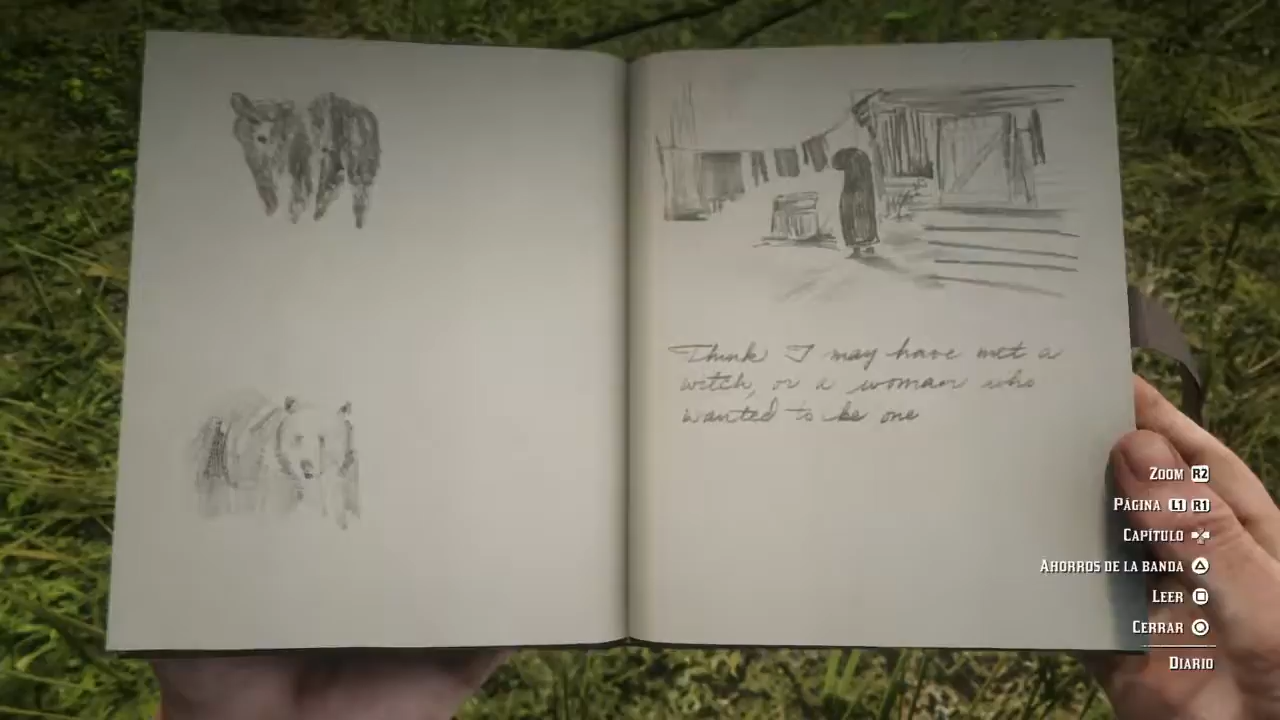 Think I may have met a
witch, or a woman who
wanted to be one
ZOOM R2
PÁGINA L1 R1
CAPÍTULO
AHORROS DE LA BANDA
LEER
CERRAR
DIARIO